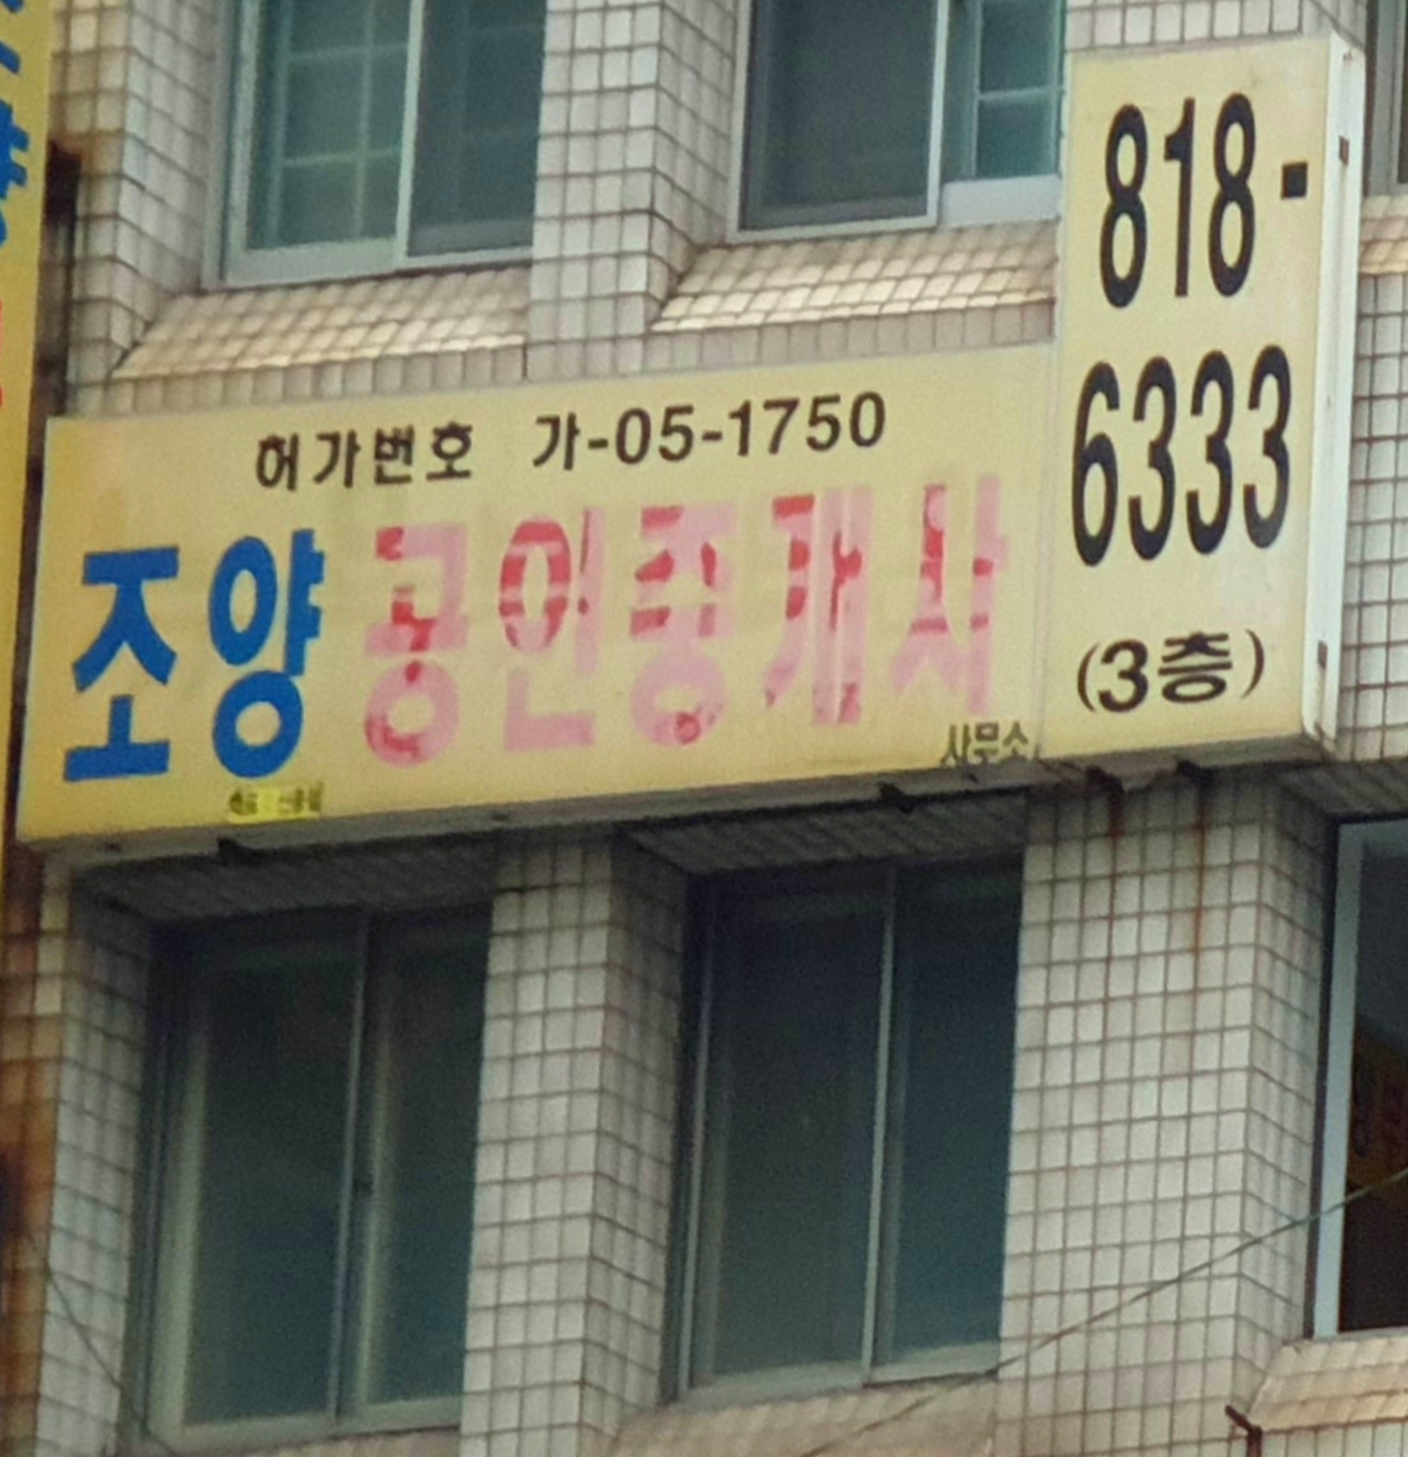 허가번호 가-05-1750
조양공인중개사
사무소
818-
6333
(3층)